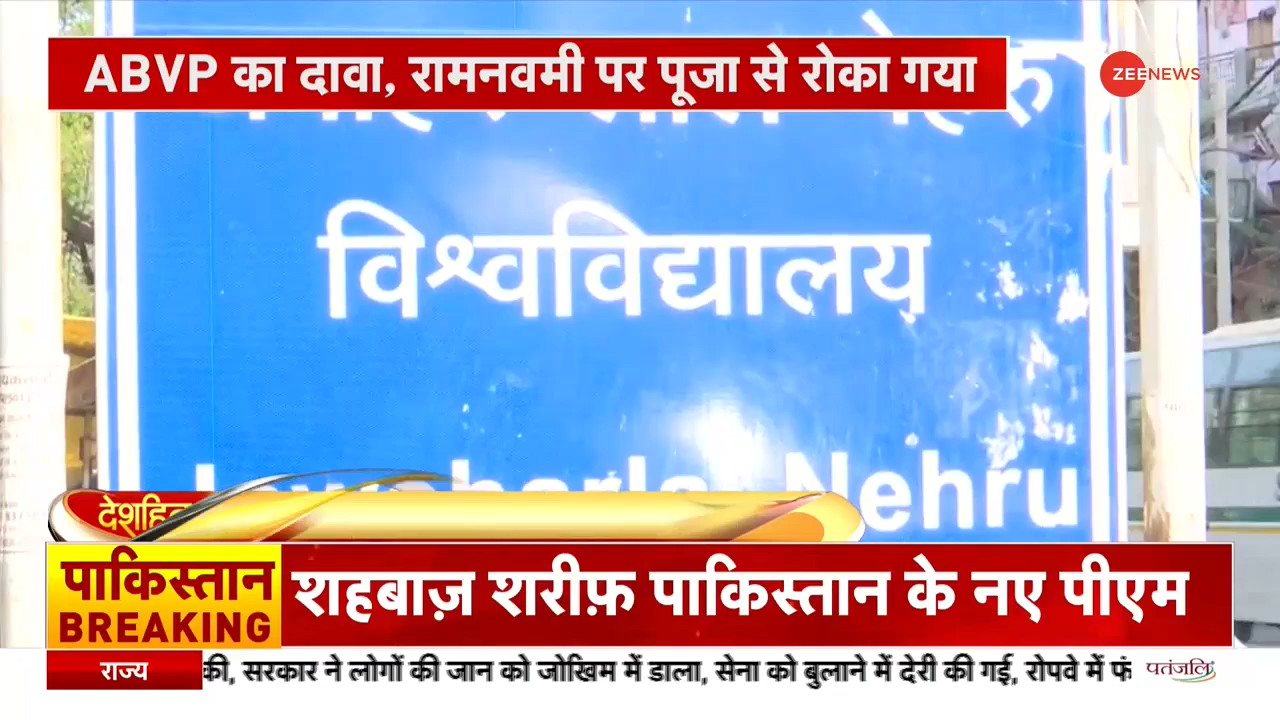 ABVP का दावा, रामनवमी पर पूजा से रोका गया
ZEENEWS
विश्वविद्यालय
Nehru
पाकिस्तान
BREAKING
शहबाज़ शरीफ़ पाकिस्तान के नए पीएम
राज्य
की, सरकार ने लोगों की जान को जोखिम में डाला, सेना को बुलाने में देरी की गई, रोपवे में
पतंजलि